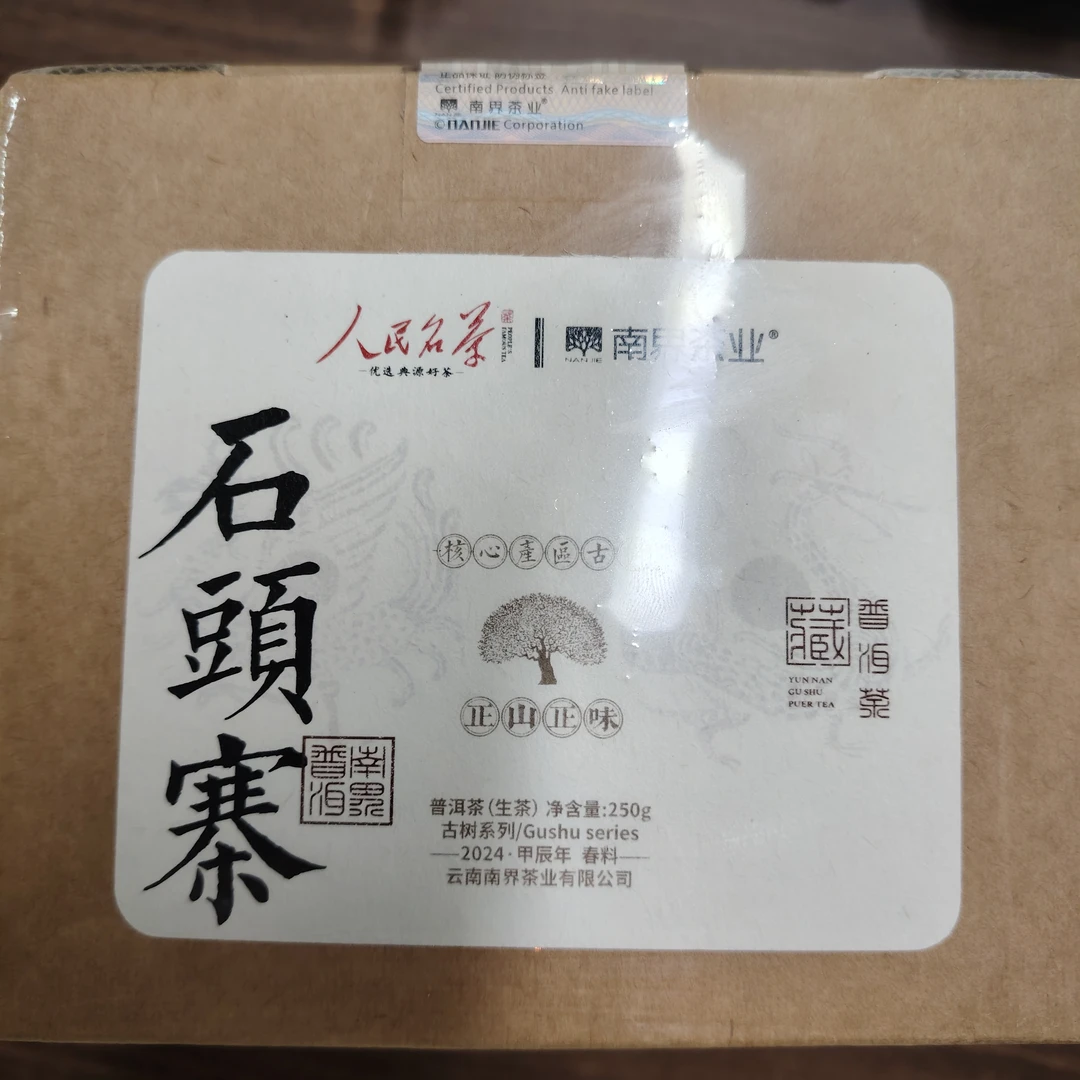 Certified Products Anti fake label
南界茶业®
©NANJIE Corporation
人民名茶
优选典源好茶
NAN JIE
南界茶业®
石頭寨
南界普洱
核心產區古
正山正味
藏
普洱茶
YUN NAN
GU SHU
PUER TEA
普洱茶(生茶) 净含量:250g
古树系列/Gushu series
2024·甲辰年 春料
云南南界茶业有限公司